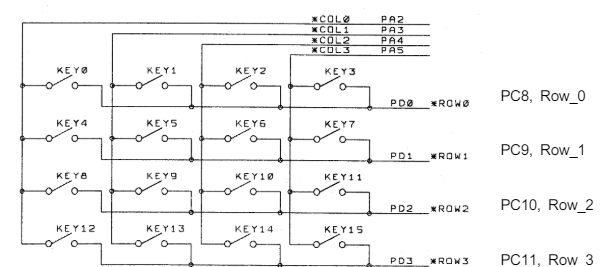 *COL0 PA2
*COL1 PA3
*COL2 PA4
*COL3 PA5
KEY0 KEY1 KEY2 KEY3
PD0 *ROW0 PC8, Row_0
KEY4 KEY5 KEY6 KEY7
PD1 *ROW1 PC9, Row_1
KEY8 KEY9 KEY10 KEY11
PD2 *ROW2 PC10, Row_2
KEY12 KEY13 KEY14 KEY15
PD3 *ROW3 PC11, Row 3